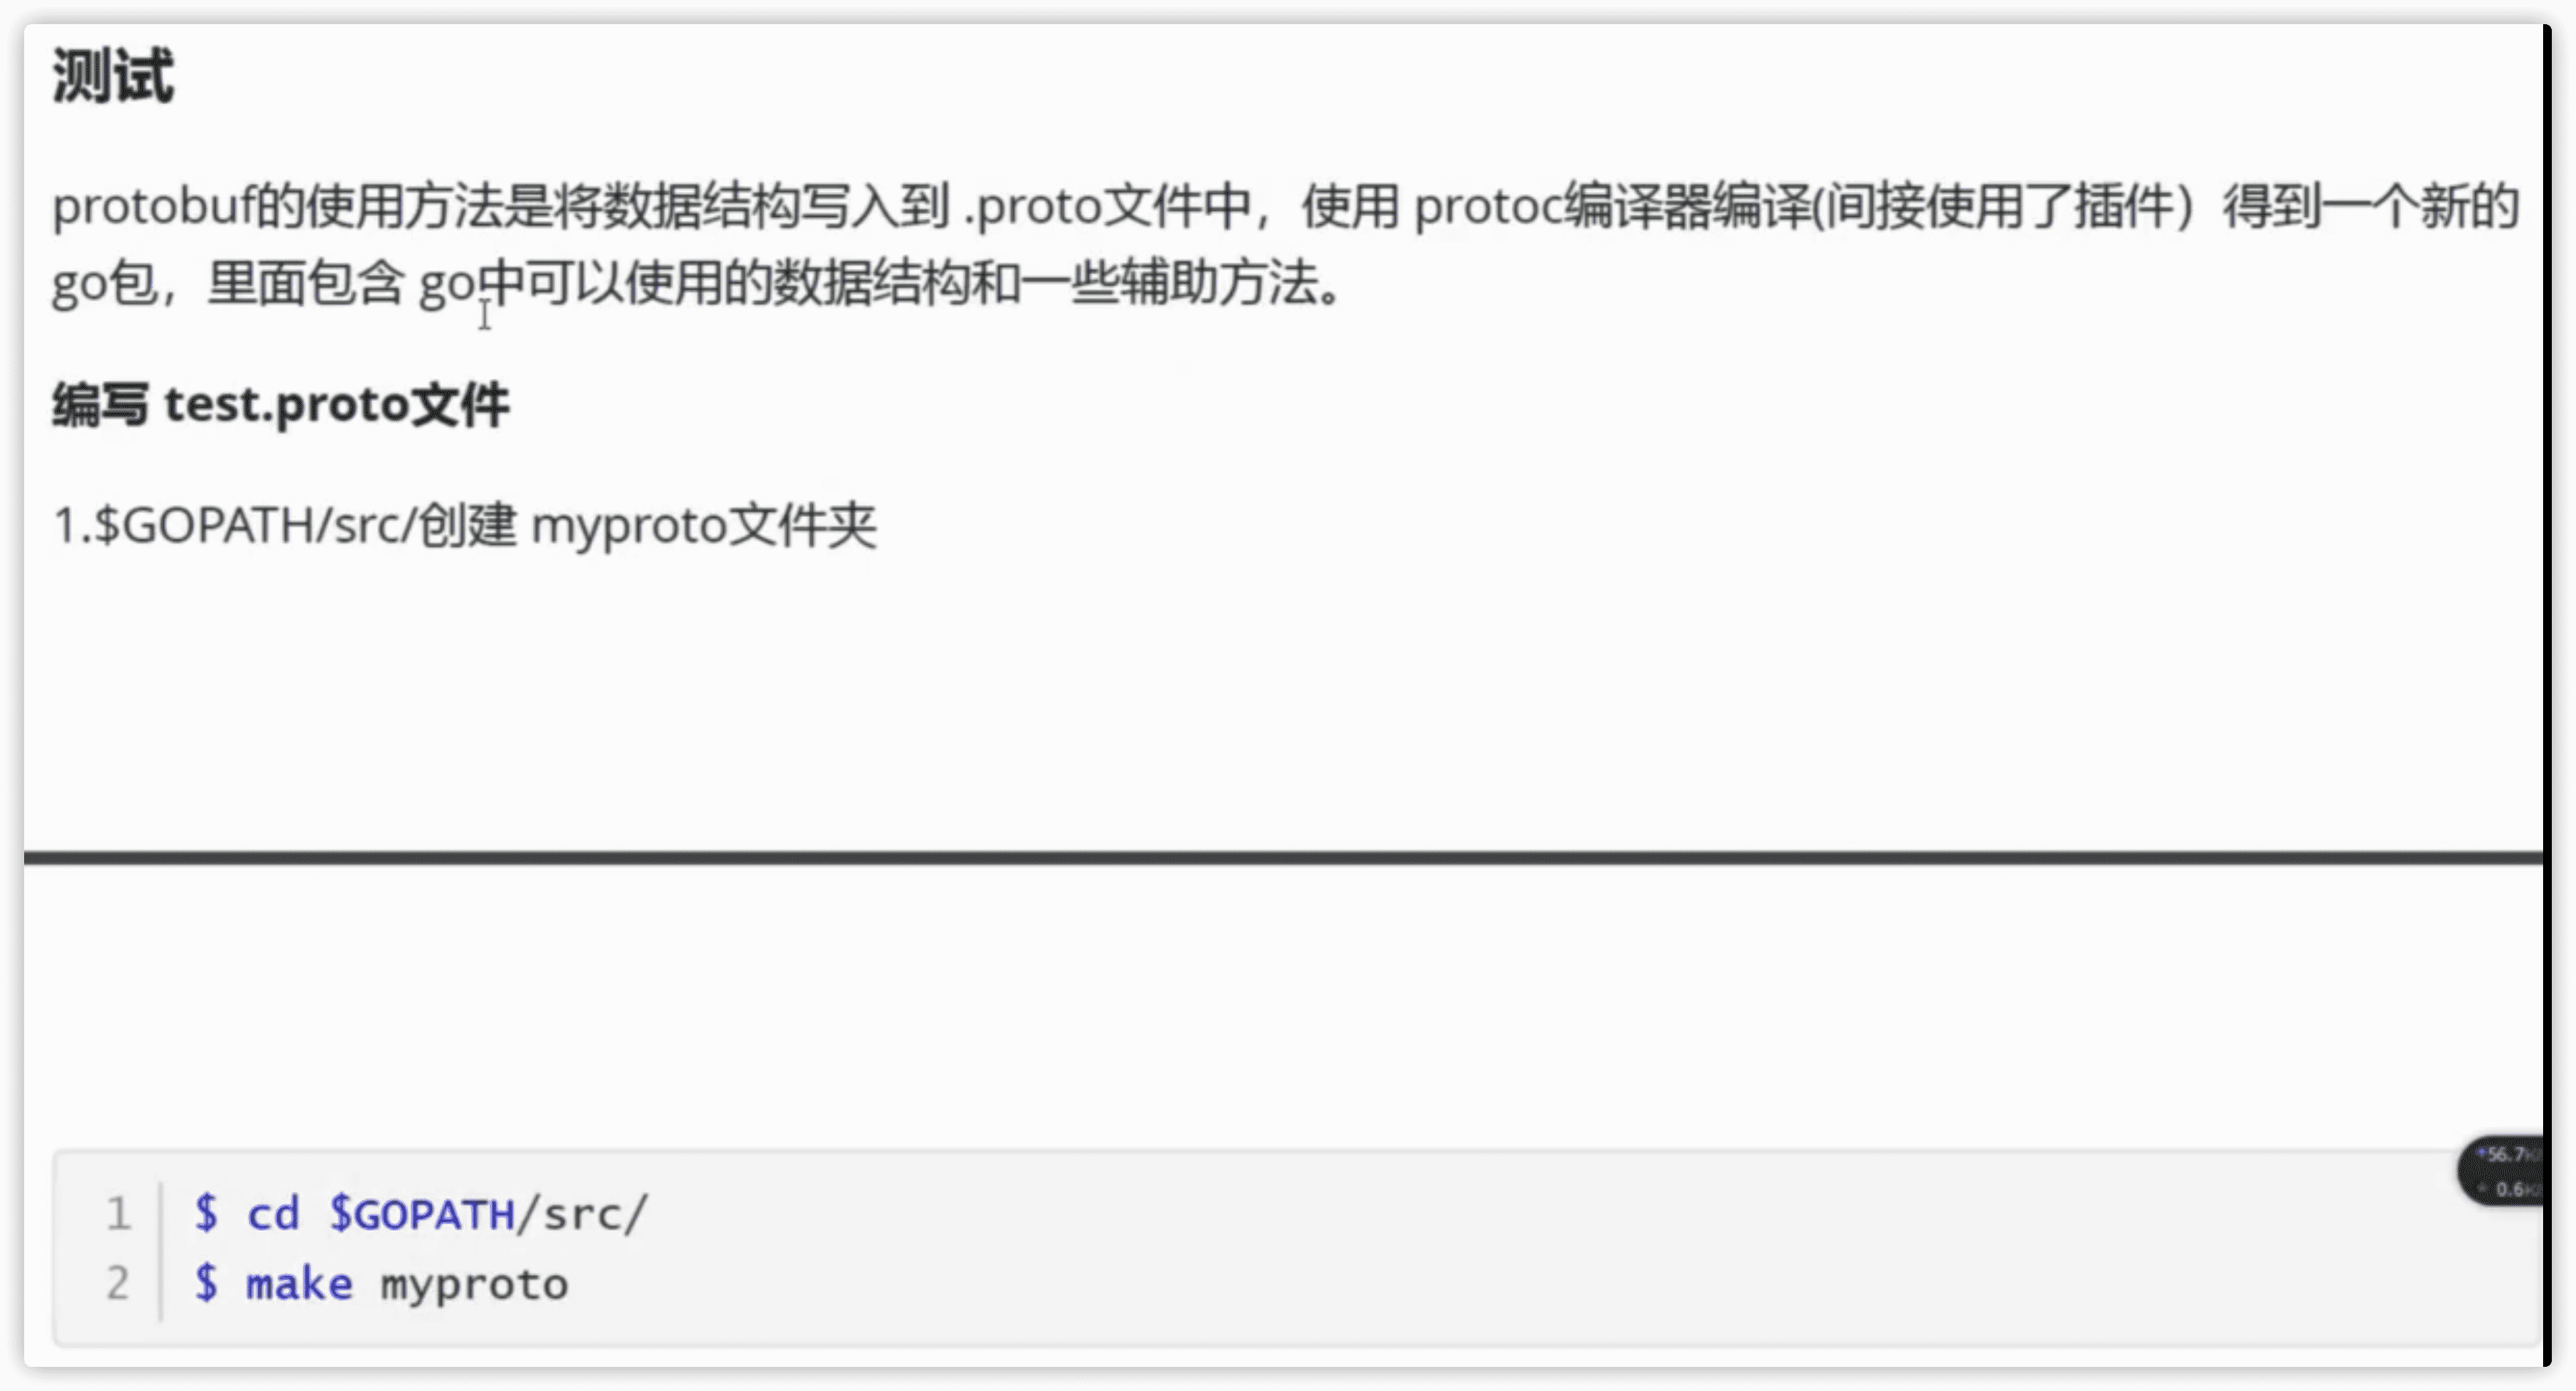 测试
protobuf的使用方法是将数据结构写入到 .proto文件中，使用 protoc编译器编译(间接使用了插件）得到一个新的
go包，里面包含 go中可以使用的数据结构和一些辅助方法。
编写 test.proto文件
1.$GOPATH/src/创建 myproto文件夹
1 $ cd $GOPATH/src/
2 $ make myproto
56.7
0.6